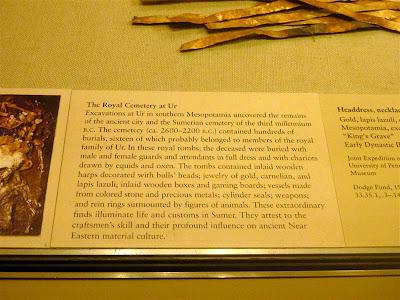 The Royal Cemetery at Ur
Excavations at Ur in southern Mesopotamia uncovered the remains
of the ancient city and the Sumerian cemetery of the third millennium
B.C. The cemetery (ca. 2600–2200 B.C.) contained hundreds of
burials, sixteen of which probably belonged to members of the royal
family of Ur. In these royal tombs, the deceased were buried with
male and female guards and attendants in full dress and with chariots
drawn by equids and oxen. The tombs contained inlaid wooden
harps decorated with bulls' heads; jewelry of gold, carnelian, and
lapis lazuli; inlaid wooden boxes and gaming boards; vessels made
from colored stone and precious metals; cylinder seals; weapons;
and rein rings surmounted by figures of animals. These extraordinary
finds illuminate life and customs in Sumer. They attest to the
craftsmen's skill and their profound influence on ancient Near
Eastern material culture.
Headdress, necklac
Gold, lapis lazuli,
Mesopotamia, exc
"King's Grave"
Early Dynastic II
Joint Expedition o
University of Penn
Museum
Dodge Fund, 19
33.35.1, .3–